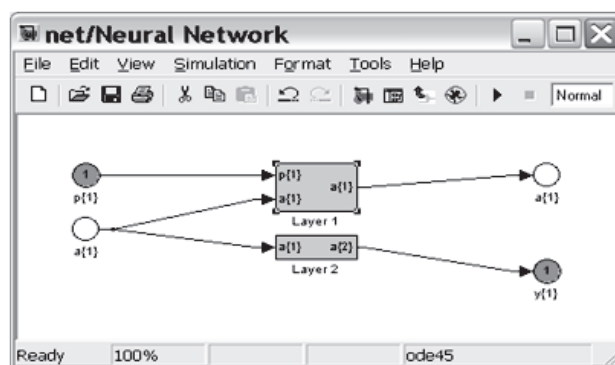 net/Neural Network
File Edit View Simulation Format Tools Help
Normal
1
p{1}
a{1}
p{1}
a{1}
a{1}
Layer 1
a{1}
a{1} a{2}
Layer 2
1
y{1}
Ready 100% ode45